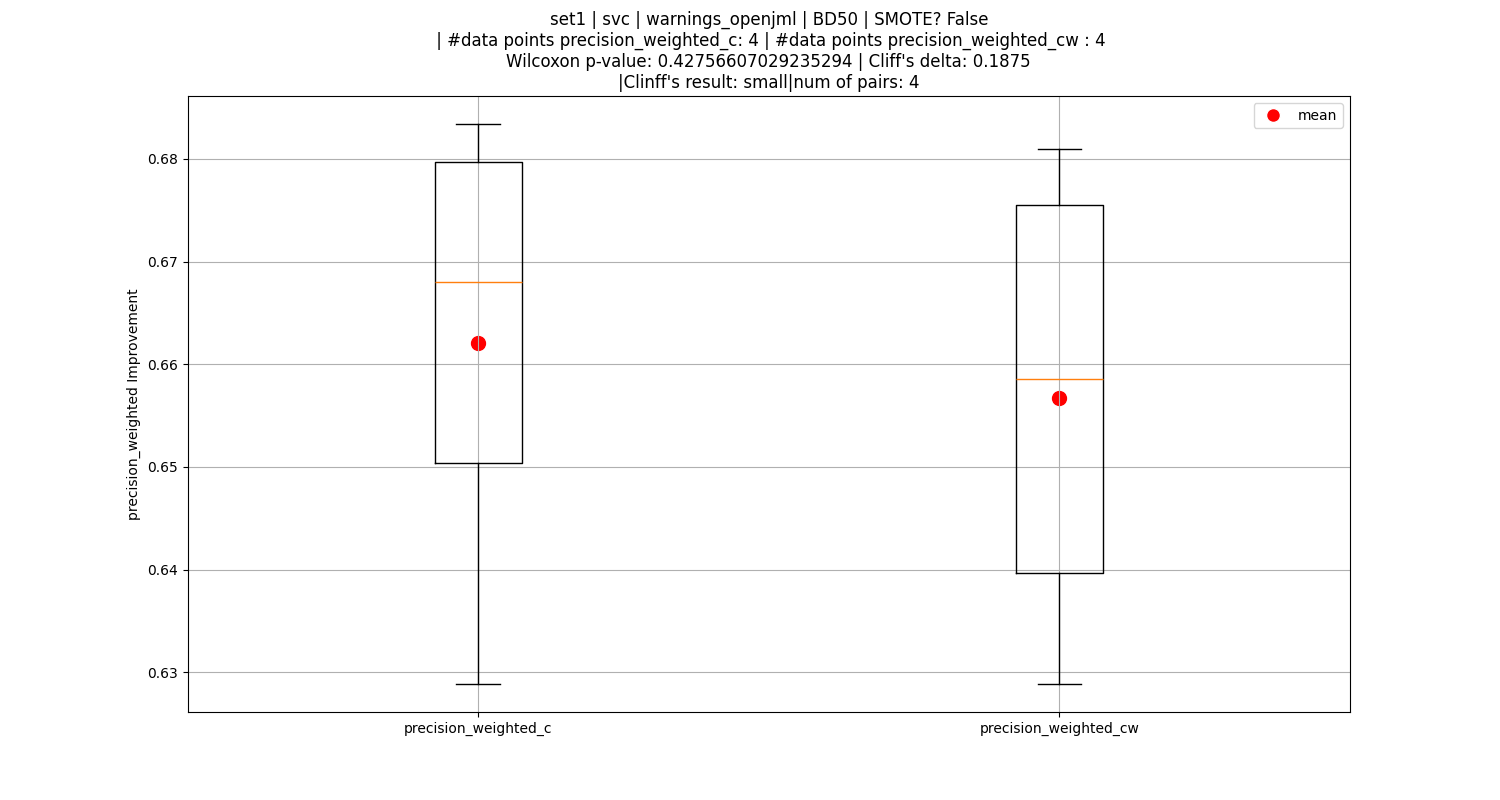 set1 | svc | warnings_openjml | BD50 | SMOTE? False
| #data points precision_weighted_c: 4 | #data points precision_weighted_cw : 4
Wilcoxon p-value: 0.42756607029235294 | Cliff's delta: 0.1875
|Clinff's result: small|num of pairs: 4
mean
0.68
0.67
0.66
0.65
0.64
0.63
precision_weighted Improvement
precision_weighted_c
precision_weighted_cw